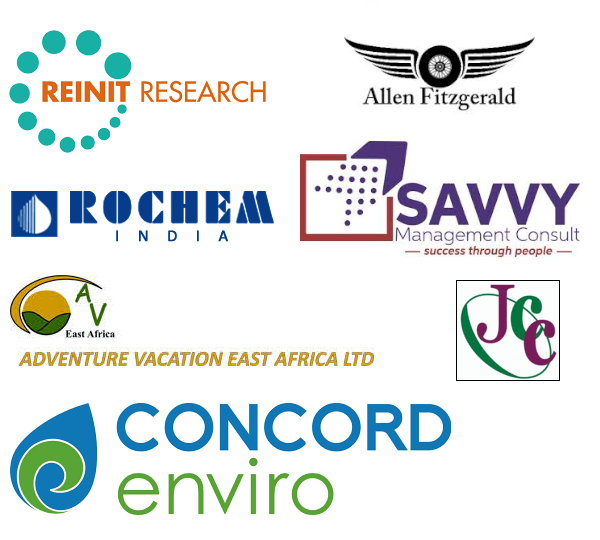 REINIT RESEARCH
Allen Fitzgerald
ROCHEM
INDIA
SAVVY
Management Consult
success through people
AV
East Africa
ADVENTURE VACATION EAST AFRICA LTD
JCC
CONCORD
enviro